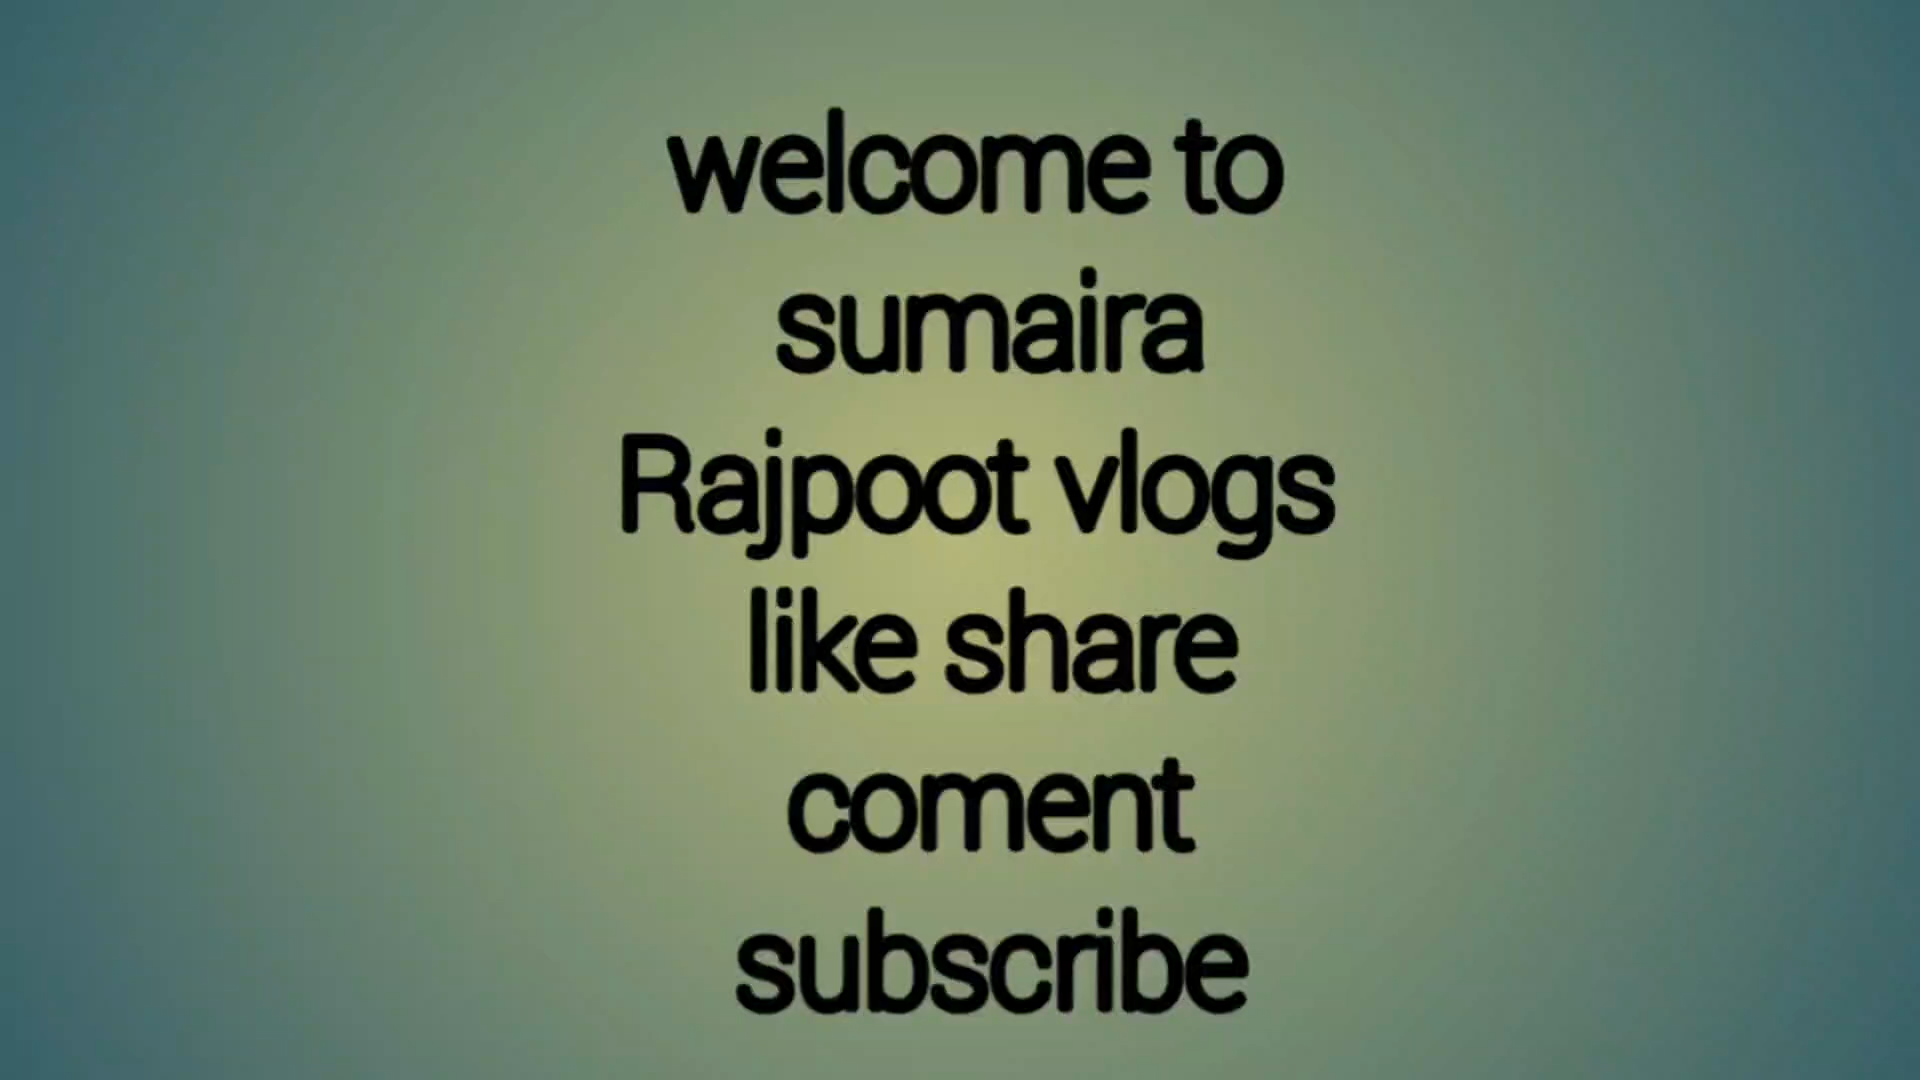 welcome to
sumaira
Rajpoot vlogs
like share
coment
subscribe